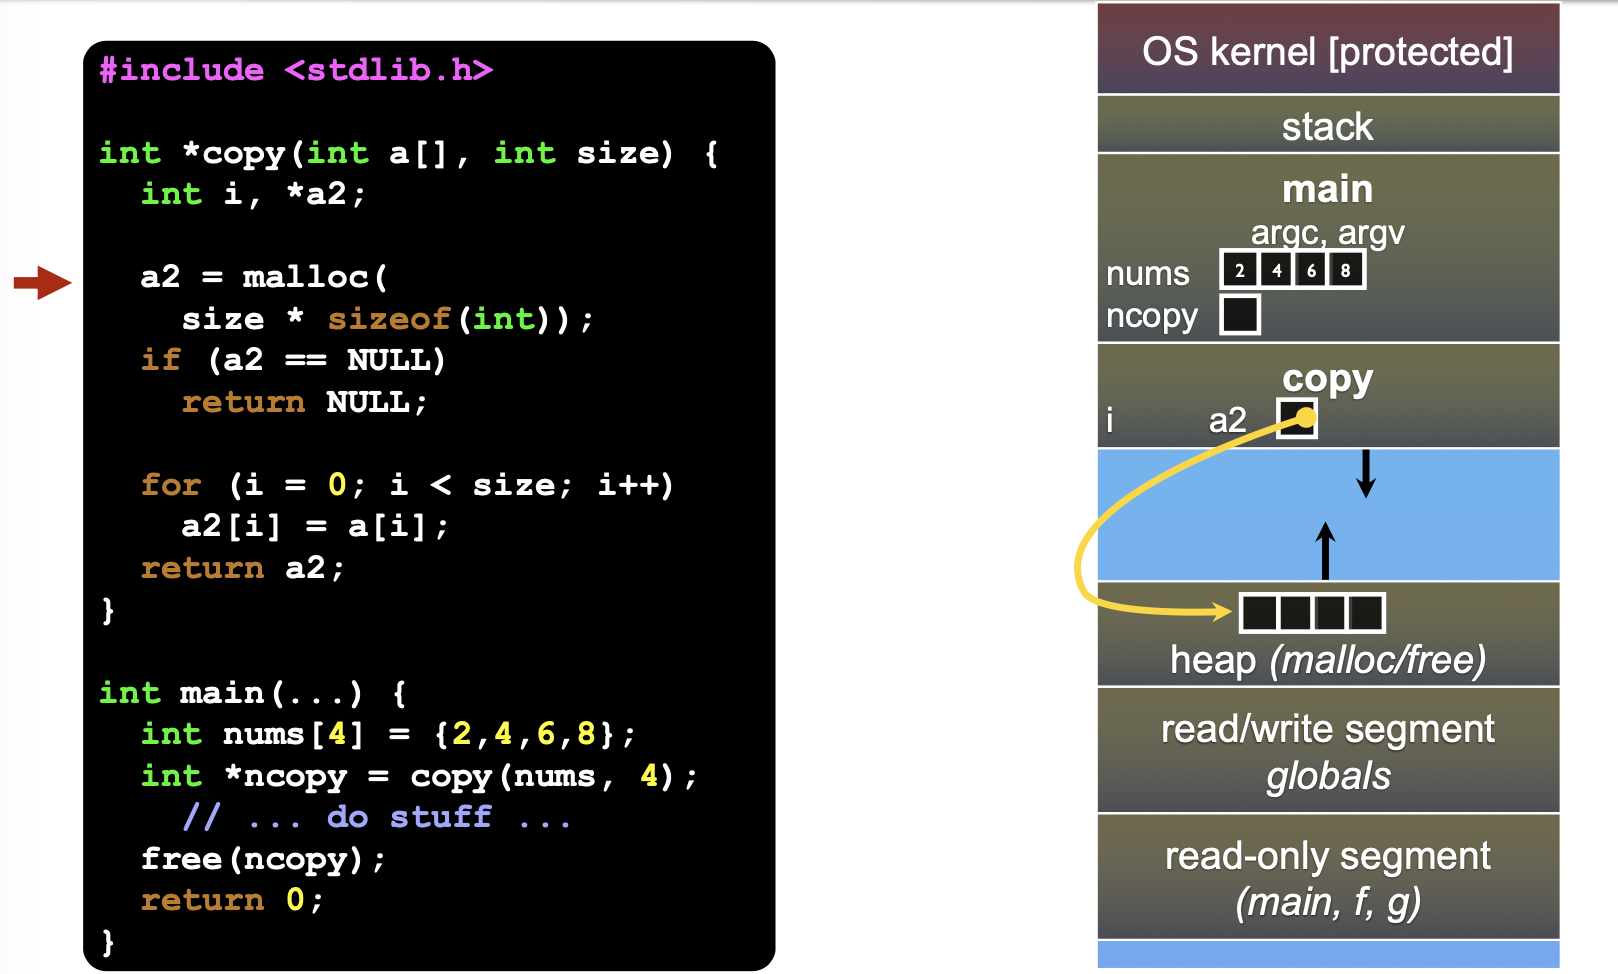 #include <stdlib.h>
int *copy(int a[], int size) {
int i, *a2;
a2 = malloc(
size * sizeof(int));
if (a2 == NULL)
return NULL;
for (i = 0; i < size; i++)
a2[i] = a[i];
return a2;
}
int main(...) {
int nums[4] = {2,4,6,8};
int *ncopy = copy(nums, 4);
// ... do stuff ...
free(ncopy);
return 0;
}
OS kernel [protected]
stack
main
argc, argv
nums 2 4 6 8
ncopy
copy
i a2
heap (malloc/free)
read/write segment
globals
read-only segment
(main, f, g)